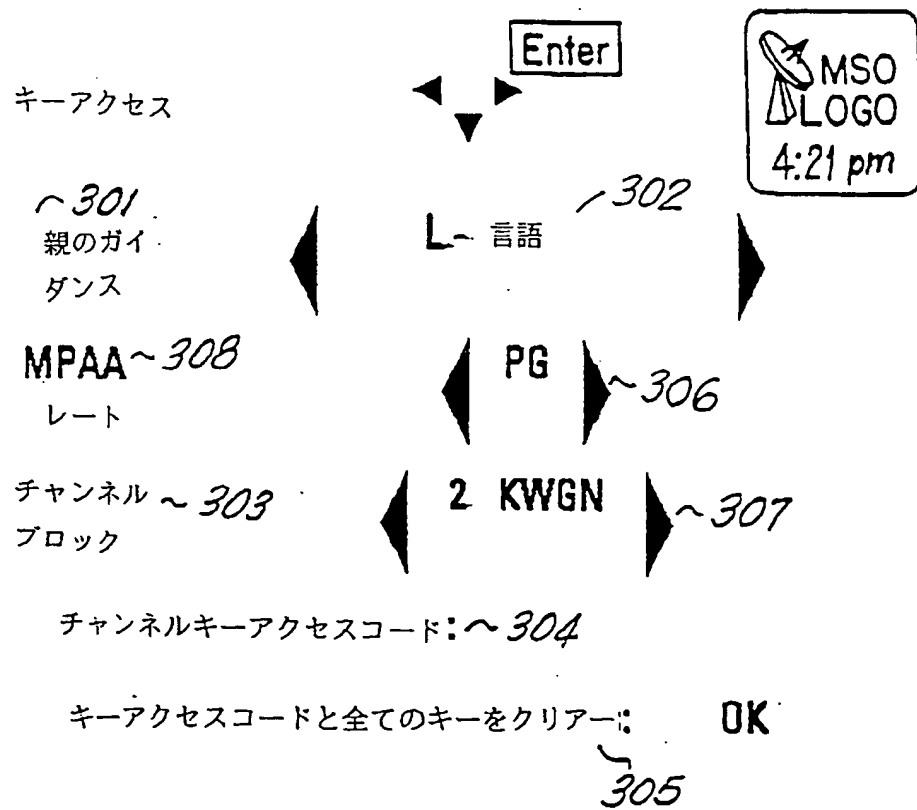 Enter
MSO
LOGO
4:21 pm
キーアクセス
~301
親のガイ
ダンス
L~ 言語 302
MPAA~308
レート
PG ~306
チャンネル ~303
ブロック
2 KWGN ~307
チャンネルキーアクセスコード:~304
キーアクセスコードと全てのキーをクリアー: OK
305